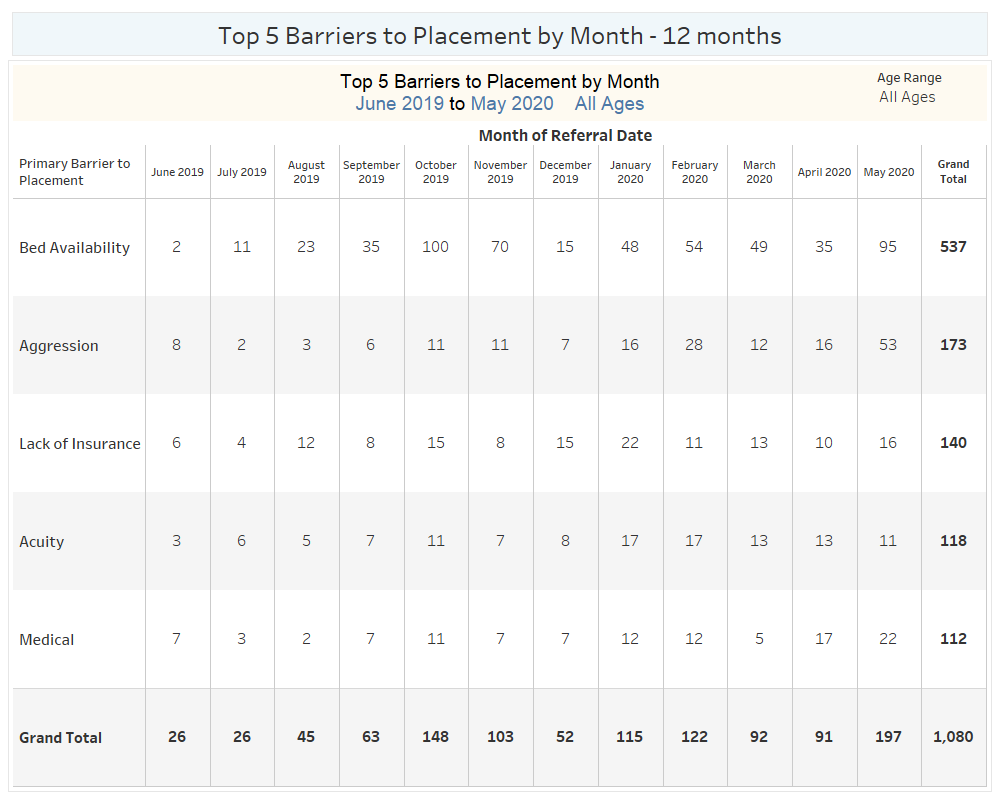 Top 5 Barriers to Placement by Month - 12 months
Top 5 Barriers to Placement by Month
June 2019 to May 2020 All Ages
Age Range
All Ages
Month of Referral Date
Primary Barrier to
Placement
June 2019
July 2019
August
2019
September
2019
October
2019
November
2019
December
2019
January
2020
February
2020
March
2020
April 2020
May 2020
Grand
Total
Bed Availability 2 11 23 35 100 70 15 48 54 49 35 95 537
Aggression 8 2 3 6 11 11 7 16 28 12 16 53 173
Lack of Insurance 6 4 12 8 15 8 15 22 11 13 10 16 140
Acuity 3 6 5 7 11 7 8 17 17 13 13 11 118
Medical 7 3 2 7 11 7 7 12 12 5 17 22 112
Grand Total 26 26 45 63 148 103 52 115 122 92 91 197 1,080